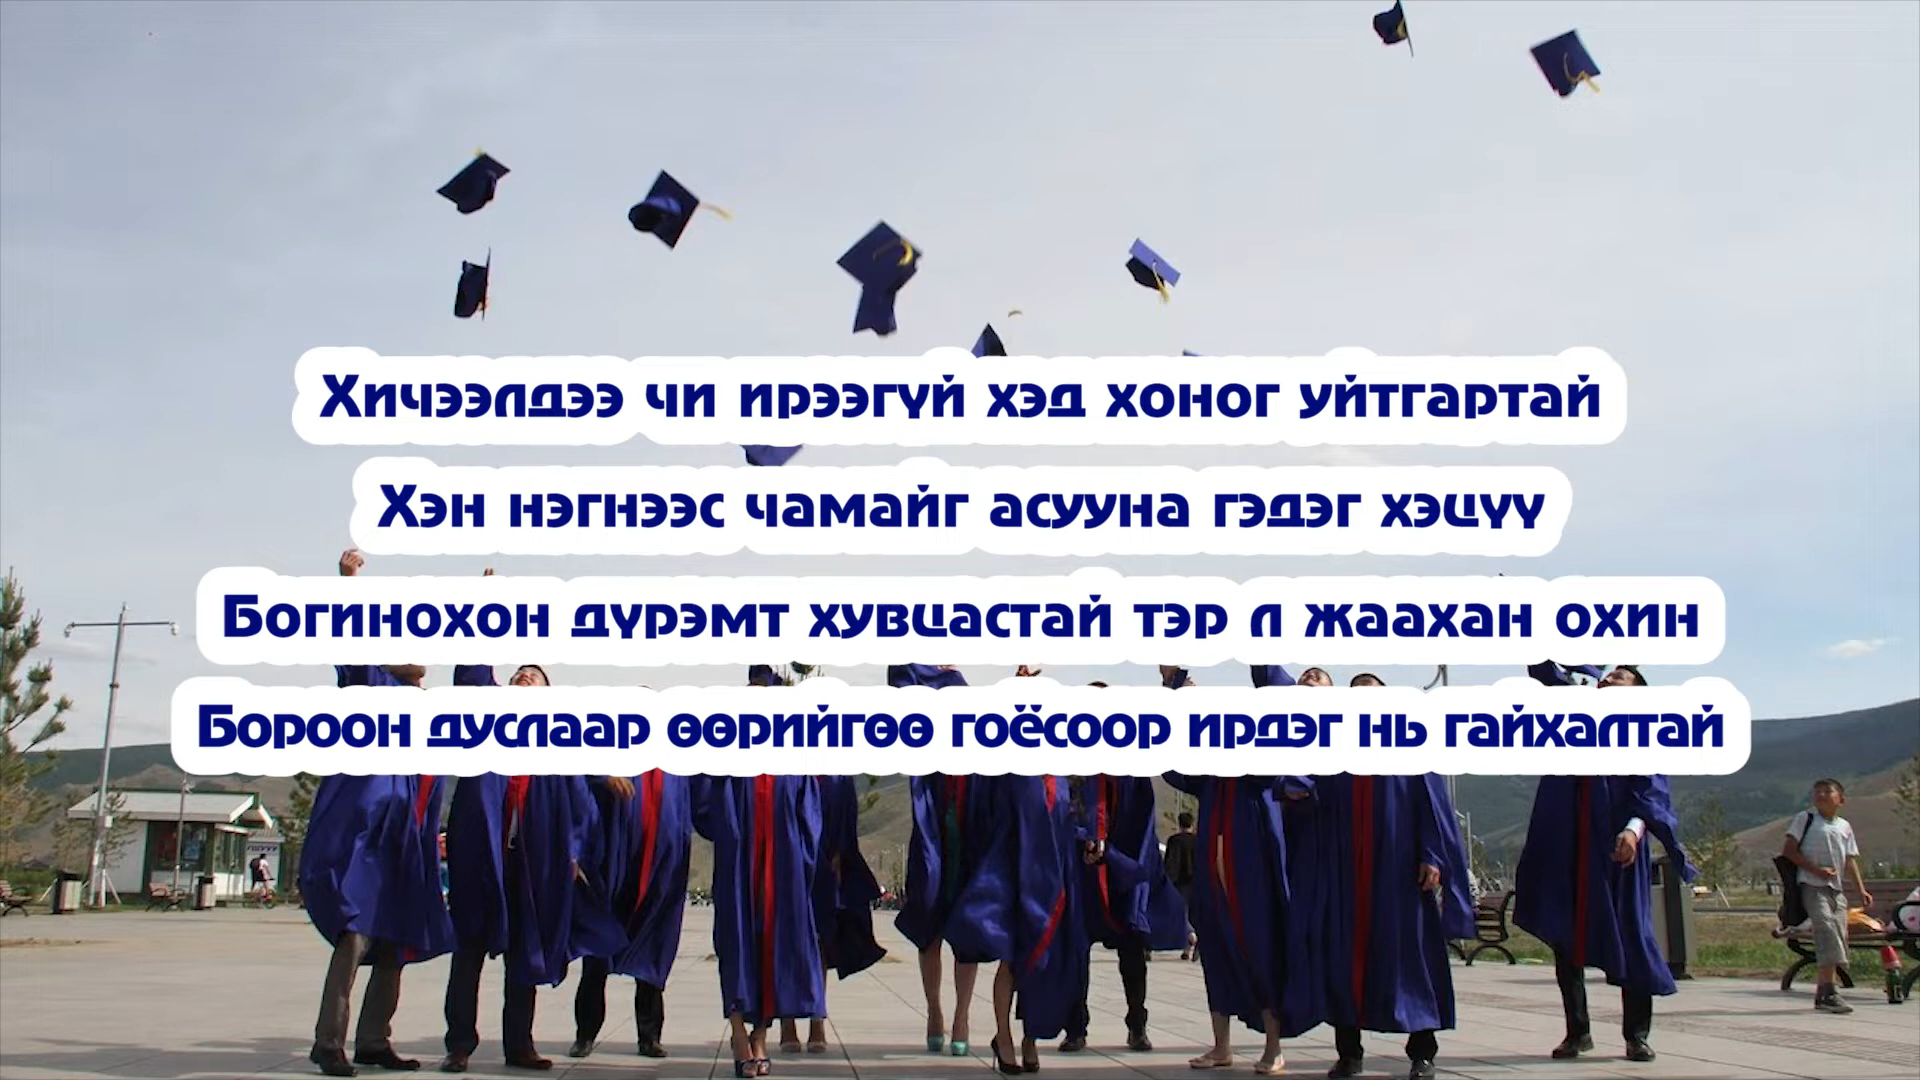 Хичээлдээ чи ирээгүй хэд хоног уйтгартай
Хэн нэгнээс чамайг асууна гэдэг хэцүү
Богинохон дүрэмт хувцастай тэр л жаахан охин
Бороон дуслаар өөрийгөө гоёсоор ирдэг нь гайхалтай